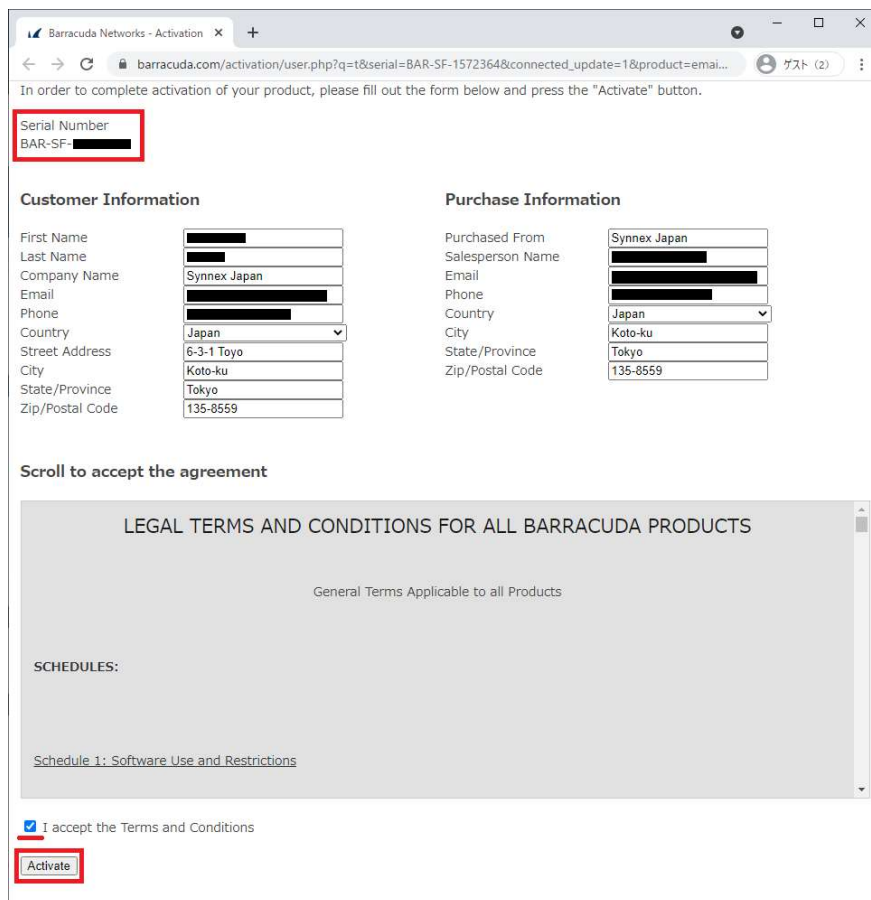 Barracuda Networks - Activation
barracuda.com/activation/user.php?q=t&serial=BAR-SF-1572364&connected_update=1&product=emai...
ゲスト (2)
In order to complete activation of your product, please fill out the form below and press the "Activate" button.
Serial Number
BAR-SF-
Customer Information
First Name
Last Name
Company Name Synnex Japan
Email
Phone
Country Japan
Street Address 6-3-1 Toyo
City Koto-ku
State/Province Tokyo
Zip/Postal Code 135-8559
Purchase Information
Purchased From Synnex Japan
Salesperson Name
Email
Phone
Country Japan
City Koto-ku
State/Province Tokyo
Zip/Postal Code 135-8559
Scroll to accept the agreement
LEGAL TERMS AND CONDITIONS FOR ALL BARRACUDA PRODUCTS
General Terms Applicable to all Products
SCHEDULES:
Schedule 1: Software Use and Restrictions
I accept the Terms and Conditions
Activate